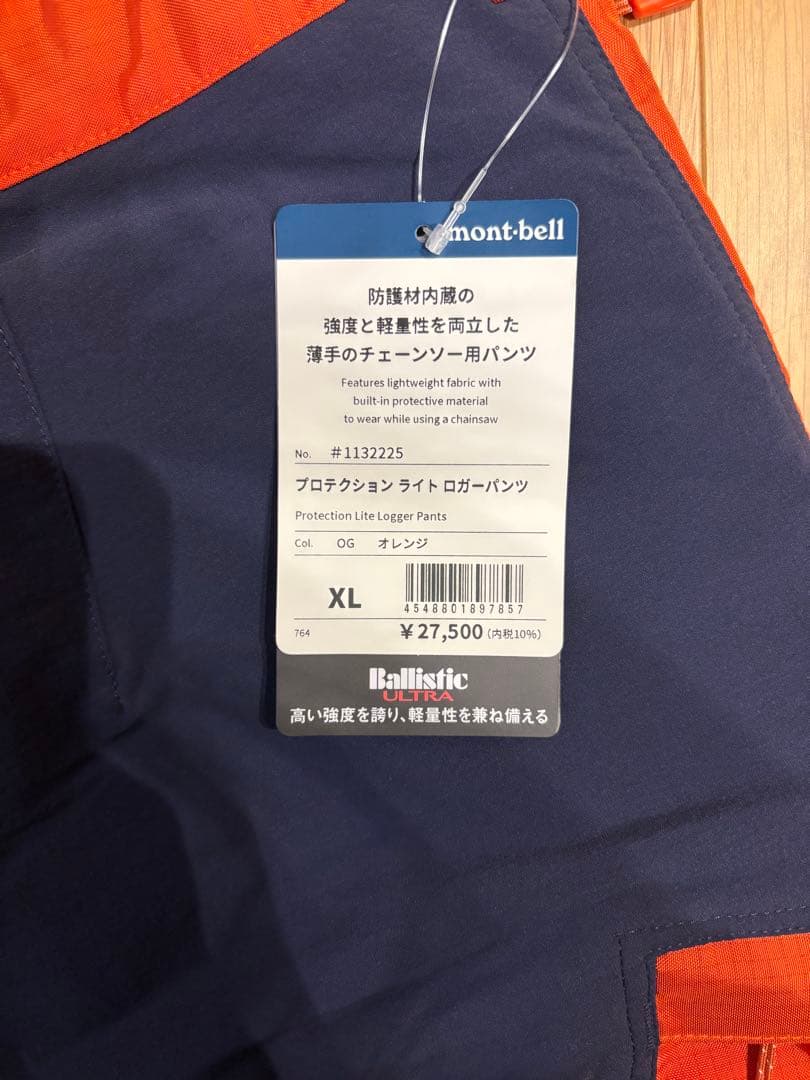 mont·bell
防護材内蔵の
強度と軽量性を両立した
薄手のチェーンソー用パンツ
Features lightweight fabric with
built-in protective material
to wear while using a chainsaw
No. #1132225
プロテクション ライト ロガーパンツ
Protection Lite Logger Pants
Col. OG オレンジ
XL
4548801897857
764 ¥27,500(内税10%)
Ballistic
ULTRA
高い強度を誇り、軽量性を兼ね備える